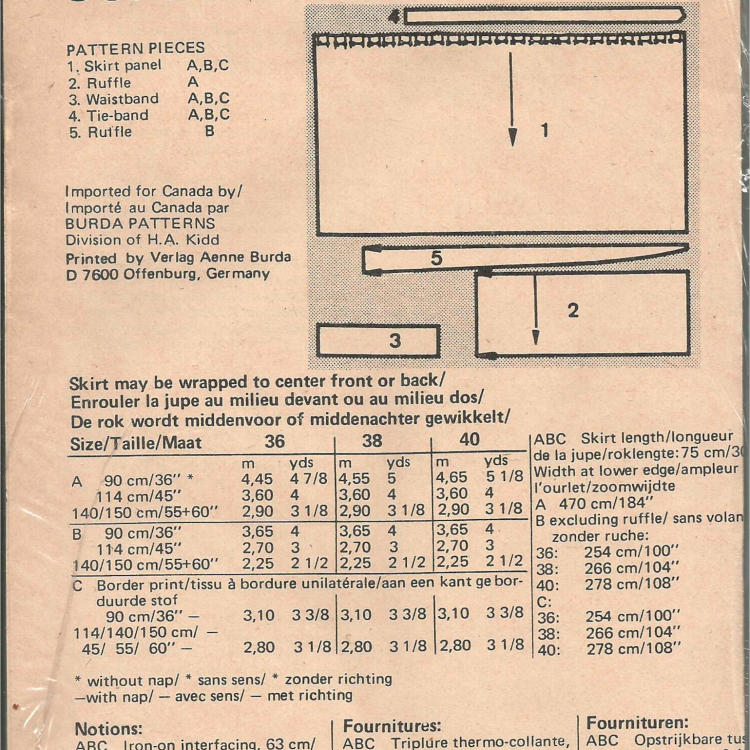 PATTERN PIECES
1. Skirt panel A,B,C
2. Ruffle A
3. Waistband A,B,C
4. Tie-band A,B,C
5. Ruffle B
Imported for Canada by/
Importé au Canada par
BURDA PATTERNS
Division of H.A. Kidd
Printed by Verlag Aenne Burda
D 7600 Offenburg, Germany
4
1
5
2
3
Skirt may be wrapped to center front or back/
Enrouler la jupe au milieu devant ou au milieu dos/
De rok wordt middenvoor of middenachter gewikkelt/
Size/Taille/Maat 36 38 40
m yds m yds m yds
A 90 cm/36" * 4,45 4 7/8 4,55 5 4,65 5 1/8
114 cm/45" 3,60 4 3,60 4 3,60 4
140/150 cm/55+60" 2,90 3 1/8 2,90 3 1/8 2,90 3 1/8
B 90 cm/36" 3,65 4 3,65 4 3,65 4
114 cm/45" 2,70 3 2,70 3 2,70 3
140/150 cm/55+60" 2,25 2 1/2 2,25 2 1/2 2,25 2 1/2
C Border print/tissu à bordure unilatérale/aan een kant gebor-
duurde stof
90 cm/36" — 3,10 3 3/8 3,10 3 3/8 3,10 3 3/8
114/140/150 cm/ —
45/ 55/ 60" — 2,80 3 1/8 2,80 3 1/8 2,80 3 1/8
ABC Skirt length/longueur
de la jupe/roklengte: 75 cm/30
Width at lower edge/ampleur
l'ourlet/zoomwijdte
A 470 cm/184"
B excluding ruffle/ sans volan
zonder ruche:
36: 254 cm/100"
38: 266 cm/104"
40: 278 cm/108"
C:
36: 254 cm/100"
38: 266 cm/104"
40: 278 cm/108"
* without nap/ * sans sens/ * zonder richting
—with nap/ — avec sens/ — met richting
Notions:
ABC Iron-on interfacing, 63 cm/
Fournitures:
ABC Triplure thermo-collante,
Fournituren:
ABC Opstrijkbare tus